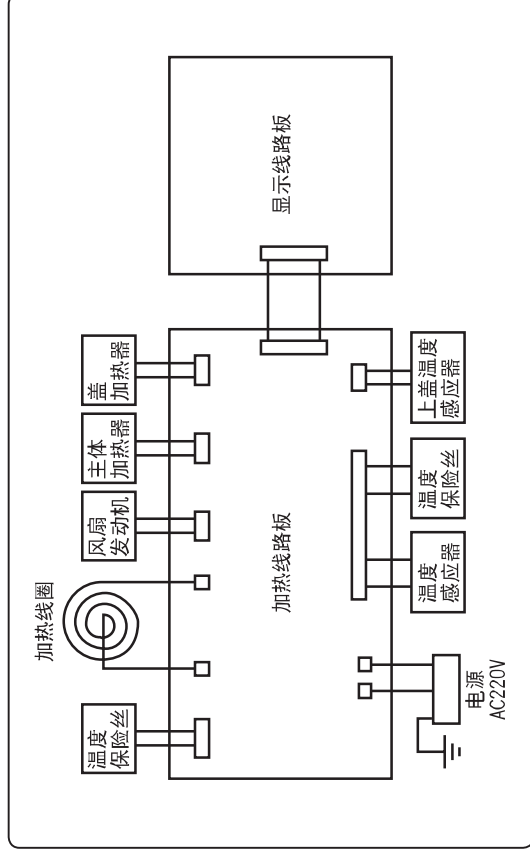 温度
保险丝
加热线圈
风扇
发动机
主体
加热器
盖
加热器
加热线路板
显示线路板
电源
AC220V
温度
感应器
温度
保险丝
上盖温度
感应器